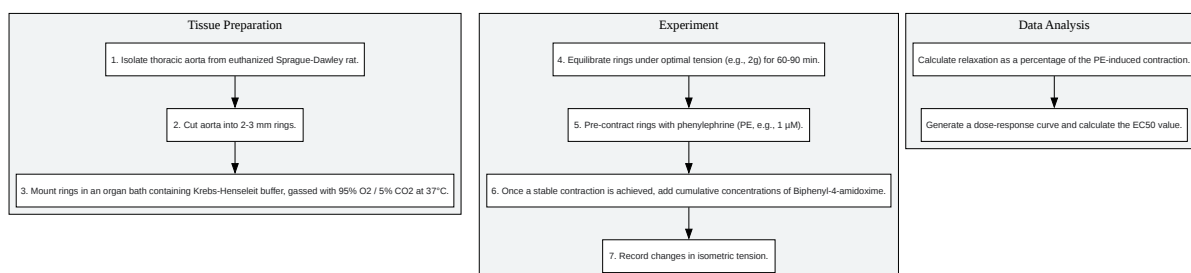 Tissue Preparation
1. Isolate thoracic aorta from euthanized Sprague-Dawley rat.
2. Cut aorta into 2-3 mm rings.
3. Mount rings in an organ bath containing Krebs-Henseleit buffer, gassed with 95% O2 / 5% CO2 at 37°C.
Experiment
4. Equilibrate rings under optimal tension (e.g., 2g) for 60-90 min.
5. Pre-contract rings with phenylephrine (PE, e.g., 1 μM).
6. Once a stable contraction is achieved, add cumulative concentrations of Biphenyl-4-amidoxime.
7. Record changes in isometric tension.
Data Analysis
Calculate relaxation as a percentage of the PE-induced contraction.
Generate a dose-response curve and calculate the EC50 value.